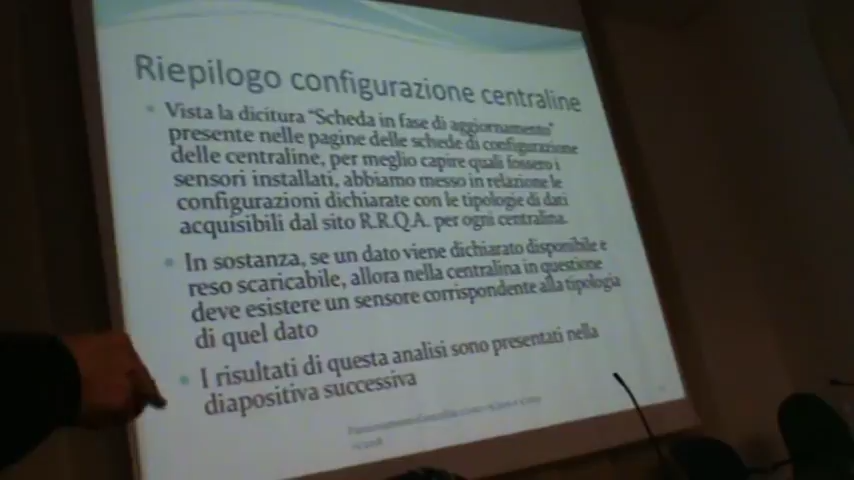 Riepilogo configurazione centraline
Vista la dicitura "Scheda in fase di aggiornamento"
presente nelle pagine delle schede di configurazione
delle centraline, per meglio capire quali fossero i
sensori installati, abbiamo messo in relazione le
configurazioni dichiarate con le tipologie di dati
acquisibili dal sito R.R.Q.A. per ogni centralina.
In sostanza, se un dato viene dichiarato disponibile e
reso scaricabile, allora nella centralina in questione
deve esistere un sensore corrispondente alla tipologia
di quel dato
I risultati di questa analisi sono presentati nella
diapositiva successiva